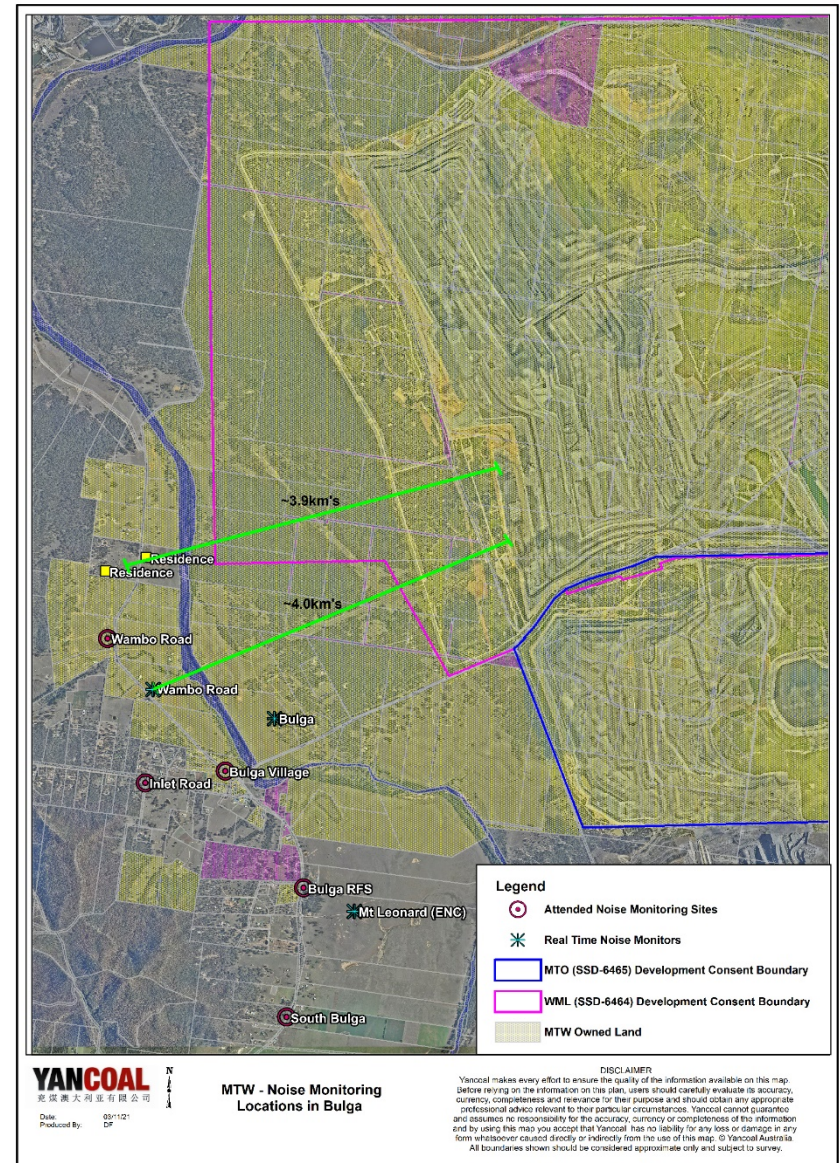 ~3.9km's
Residence
Residence
~4.0km's
Wambo Road
Wambo Road
Bulga
Bulga Village
Inlet Road
Bulga RFS
Mt Leonard (ENC)
South Bulga
Legend
Attended Noise Monitoring Sites
Real Time Noise Monitors
MTO (SSD-6465) Development Consent Boundary
WML (SSD-6464) Development Consent Boundary
MTW Owned Land
YANCOAL
兖煤澳大利亚有限公司
Date: 03/11/21
Produced By: DF
N
MTW - Noise Monitoring
Locations in Bulga
DISCLAIMER
Yancoal makes every effort to ensure the quality of the information available on this map.
Before relying on the information on this plan, users should carefully evaluate its accuracy,
currency, completeness and relevance for their purpose and should obtain any appropriate
professional advice relevant to their particular circumstances. Yancoal cannot guarantee
and assumes no responsibility for the accuracy, currency or completeness of the information
and by using this map you accept that Yancoal has no liability for any loss or damage in any
form whatsoever caused directly or indirectly from the use of this map. © Yancoal Australia.
All boundaries shown should be considered approximate only and subject to survey.